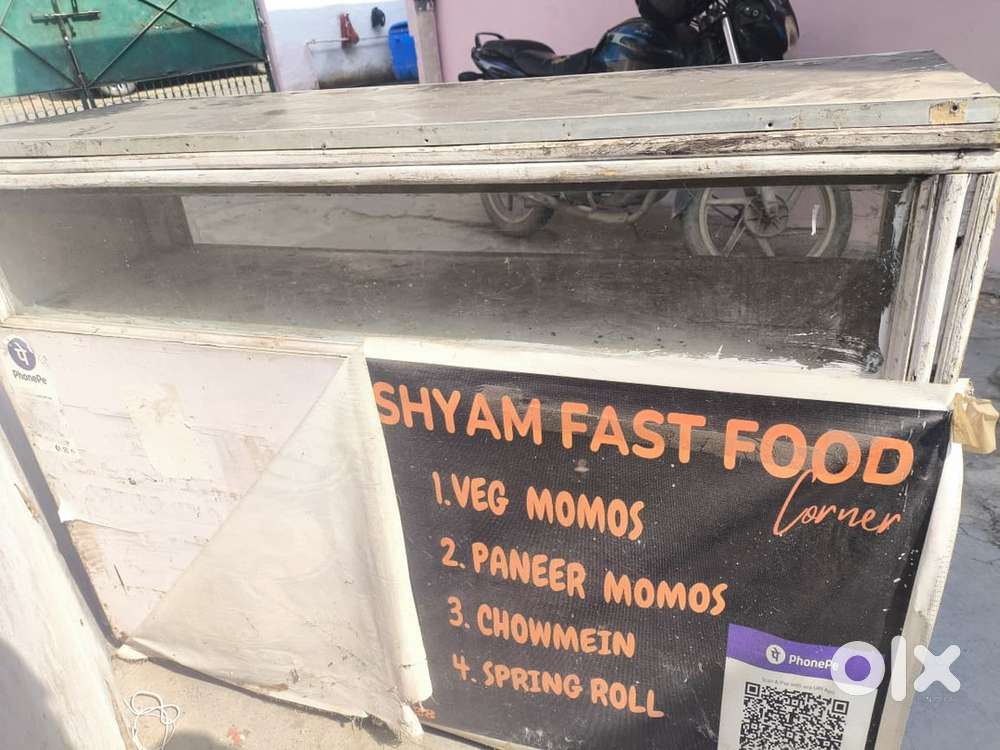 पे
PhonePe
SHYAM FAST FOOD
Corner
1. VEG MOMOS
2. PANEER MOMOS
3. CHOWMEIN
4. SPRING ROLL
पे PhonePe
olx